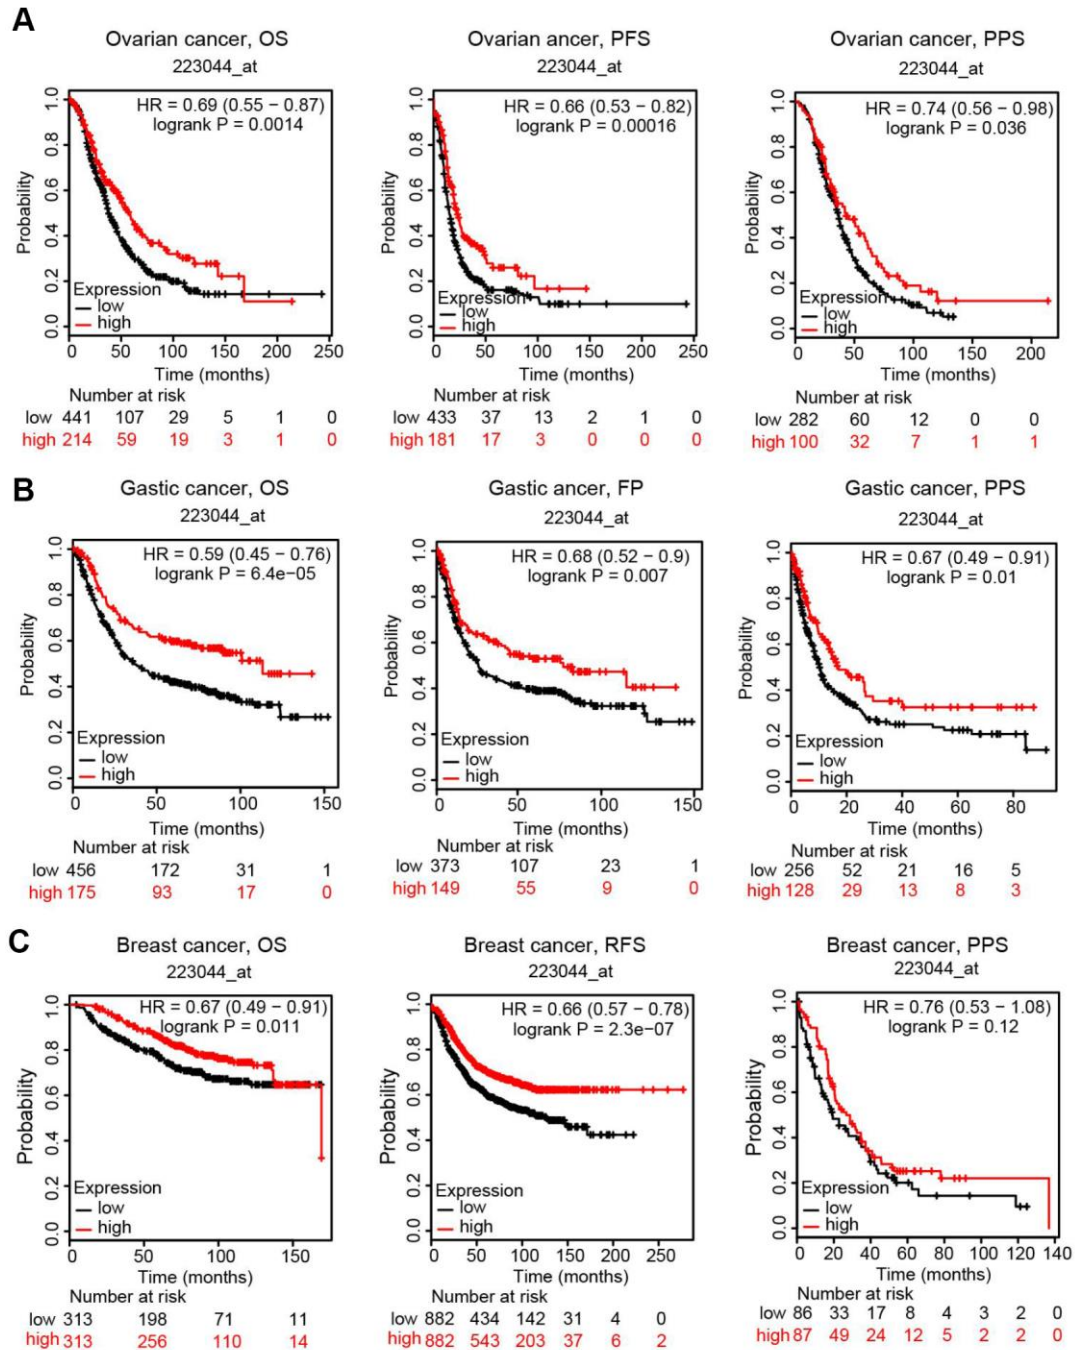 A
Ovarian cancer, OS
223044_at
HR = 0.69 (0.55 − 0.87)
logrank P = 0.0014
Probability
1.0
0.8
0.6
0.4
0.2
0.0
Expression
low
high
0 50 100 150 200 250
Time (months)
Number at risk
low 441 107 29 5 1 0
high 214 59 19 3 1 0
Ovarian ancer, PFS
223044_at
HR = 0.66 (0.53 − 0.82)
logrank P = 0.00016
Probability
1.0
0.8
0.6
0.4
0.2
0.0
Expression
low
high
0 50 100 150 200 250
Time (months)
Number at risk
low 433 37 13 2 1 0
high 181 17 3 0 0 0
Ovarian cancer, PPS
223044_at
HR = 0.74 (0.56 − 0.98)
logrank P = 0.036
Probability
1.0
0.8
0.6
0.4
0.2
0.0
Expression
low
high
0 50 100 150 200
Time (months)
Number at risk
low 282 60 12 0 0
high 100 32 7 1 1
B
Gastic cancer, OS
223044_at
HR = 0.59 (0.45 − 0.76)
logrank P = 6.4e−05
Probability
1.0
0.8
0.6
0.4
0.2
0.0
Expression
low
high
0 50 100 150
Time (months)
Number at risk
low 456 172 31 1
high 175 93 17 0
Gastic ancer, FP
223044_at
HR = 0.68 (0.52 − 0.9)
logrank P = 0.007
Probability
1.0
0.8
0.6
0.4
0.2
0.0
Expression
low
high
0 50 100 150
Time (months)
Number at risk
low 373 107 23 1
high 149 55 9 0
Gastic cancer, PPS
223044_at
HR = 0.67 (0.49 − 0.91)
logrank P = 0.01
Probability
1.0
0.8
0.6
0.4
0.2
0.0
Expression
low
high
0 20 40 60 80
Time (months)
Number at risk
low 256 52 21 16 5
high 128 29 13 8 3
C
Breast cancer, OS
223044_at
HR = 0.67 (0.49 − 0.91)
logrank P = 0.011
Probability
1.0
0.8
0.6
0.4
0.2
0.0
Expression
low
high
0 50 100 150
Time (months)
Number at risk
low 313 198 71 11
high 313 256 110 14
Breast cancer, RFS
223044_at
HR = 0.66 (0.57 − 0.78)
logrank P = 2.3e−07
Probability
1.0
0.8
0.6
0.4
0.2
0.0
Expression
low
high
0 50 100 150 200 250
Time (months)
Number at risk
low 882 434 142 31 4 0
high 882 543 203 37 6 2
Breast cancer, PPS
223044_at
HR = 0.76 (0.53 − 1.08)
logrank P = 0.12
Probability
1.0
0.8
0.6
0.4
0.2
0.0
Expression
low
high
0 20 40 60 80 100 120 140
Time (months)
Number at risk
low 86 33 17 8 4 3 2 0
high 87 49 24 12 5 2 2 0